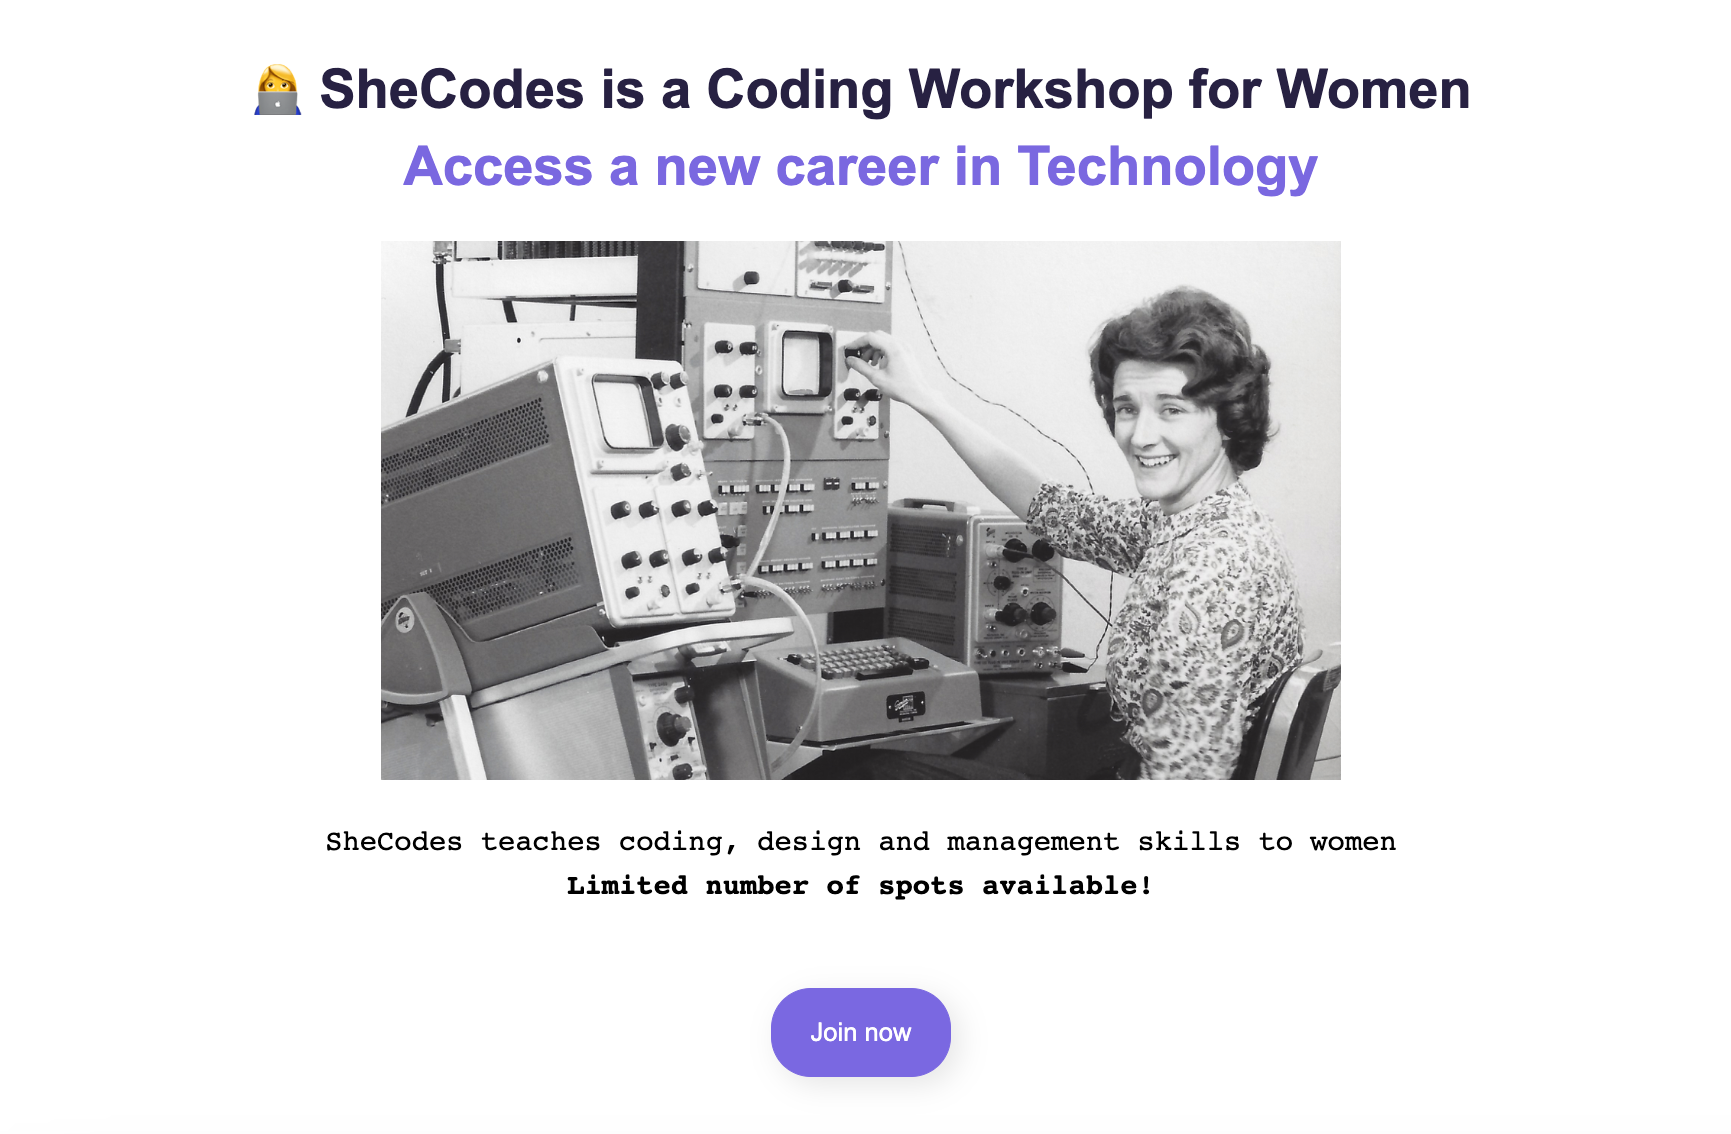 👩‍💻 SheCodes is a Coding Workshop for Women
Access a new career in Technology
SheCodes teaches coding, design and management skills to women
Limited number of spots available!
Join now